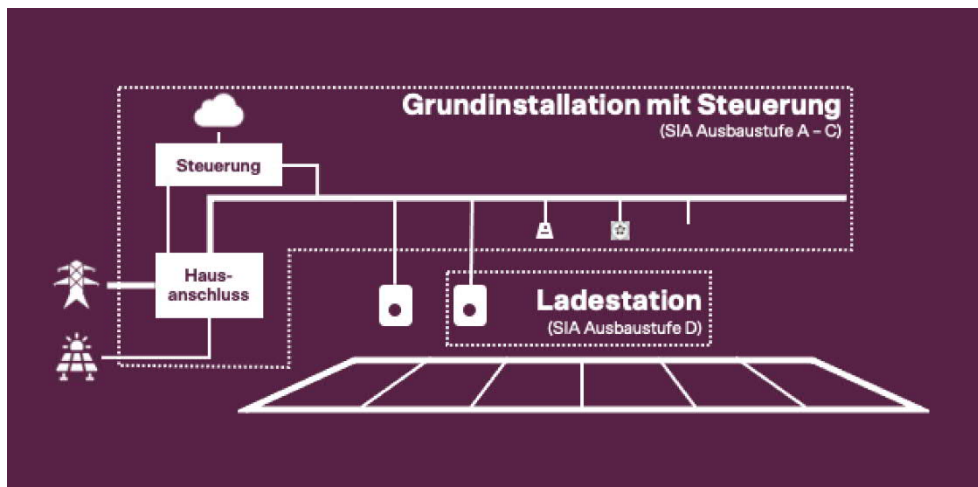 Grundinstallation mit Steuerung
(SIA Ausbaustufe A – C)
Steuerung
Haus-
anschluss
Ladestation
(SIA Ausbaustufe D)